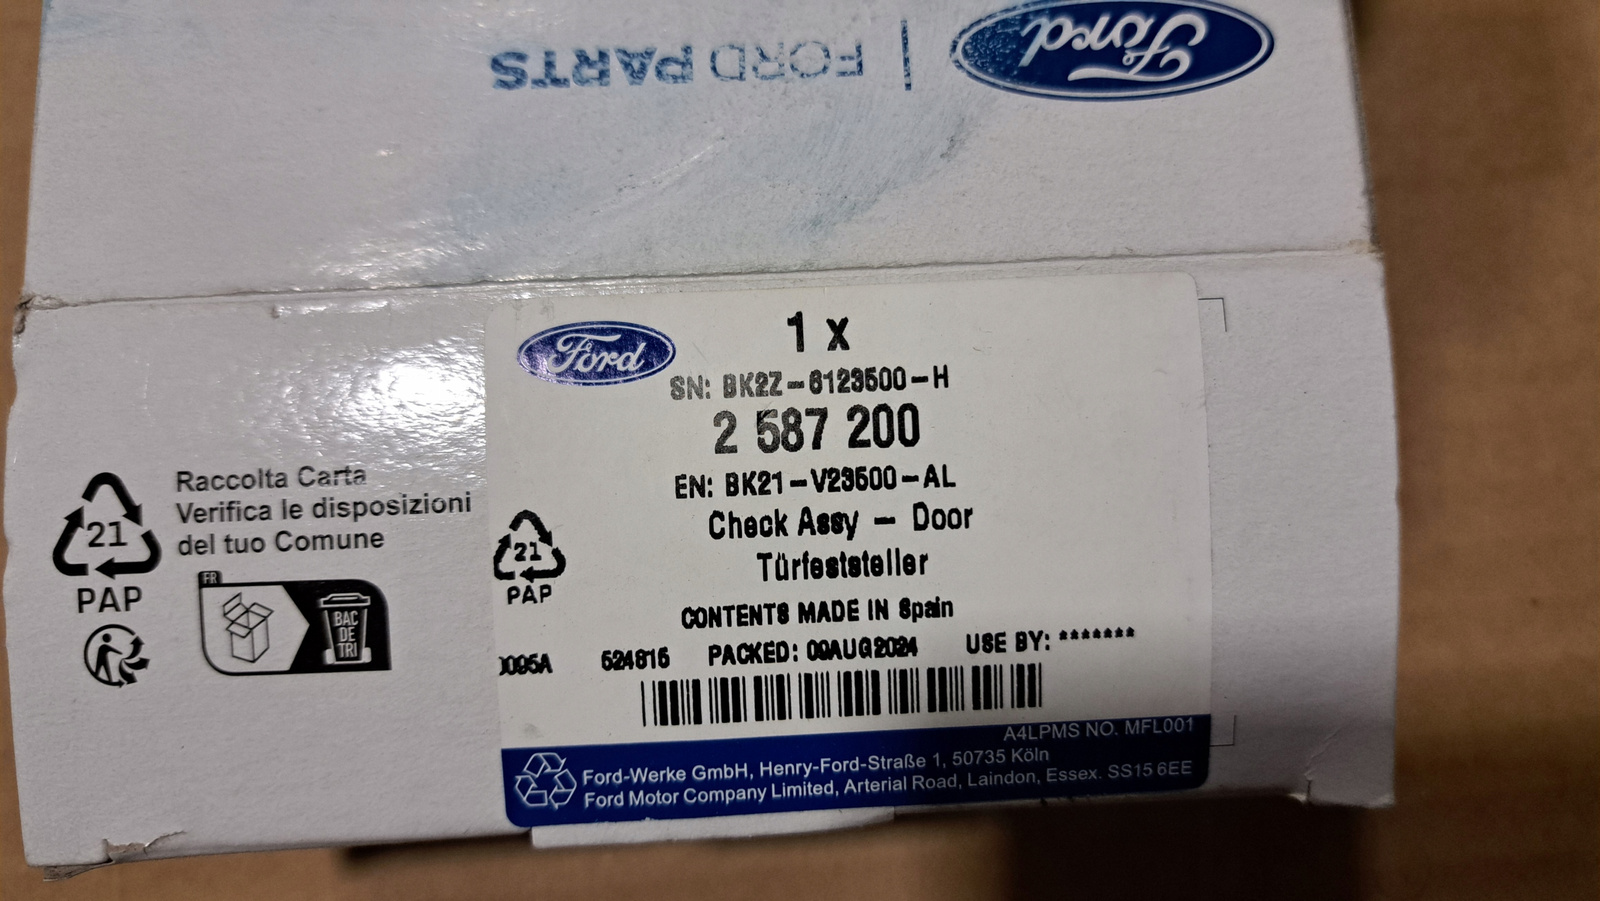 FORD PARTS | Ford
Ford
1 x
SN: BK2Z-6123500-H
2 587 200
EN: BK21-V23500-AL
Check Assy - Door
Türfeststeller
CONTENTS MADE IN Spain
524816 PACKED: 09AUG2024 USE BY: *******
A4LPMS NO. MFL001
Ford-Werke GmbH, Henry-Ford-Straße 1, 50735 Köln
Ford Motor Company Limited, Arterial Road, Laindon, Essex. SS15 6EE
21
PAP
Raccolta Carta
Verifica le disposizioni
del tuo Comune
21
PAP
FR
BAC
DE
TRI